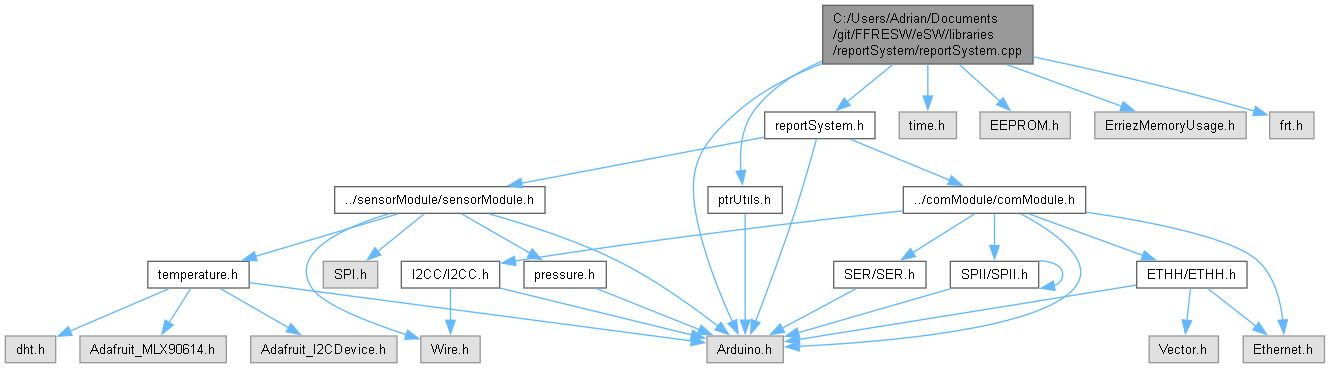 C:/Users/Adrian/Documents
/git/FFRESW/eSW/libraries
/reportSystem/reportSystem.cpp
reportSystem.h
time.h
EEPROM.h
ErriezMemoryUsage.h
frt.h
../sensorModule/sensorModule.h
ptrUtils.h
../comModule/comModule.h
temperature.h
SPI.h
I2CC/I2CC.h
pressure.h
SER/SER.h
SPII/SPII.h
ETHH/ETHH.h
dht.h
Adafruit_MLX90614.h
Adafruit_I2CDevice.h
Wire.h
Arduino.h
Vector.h
Ethernet.h